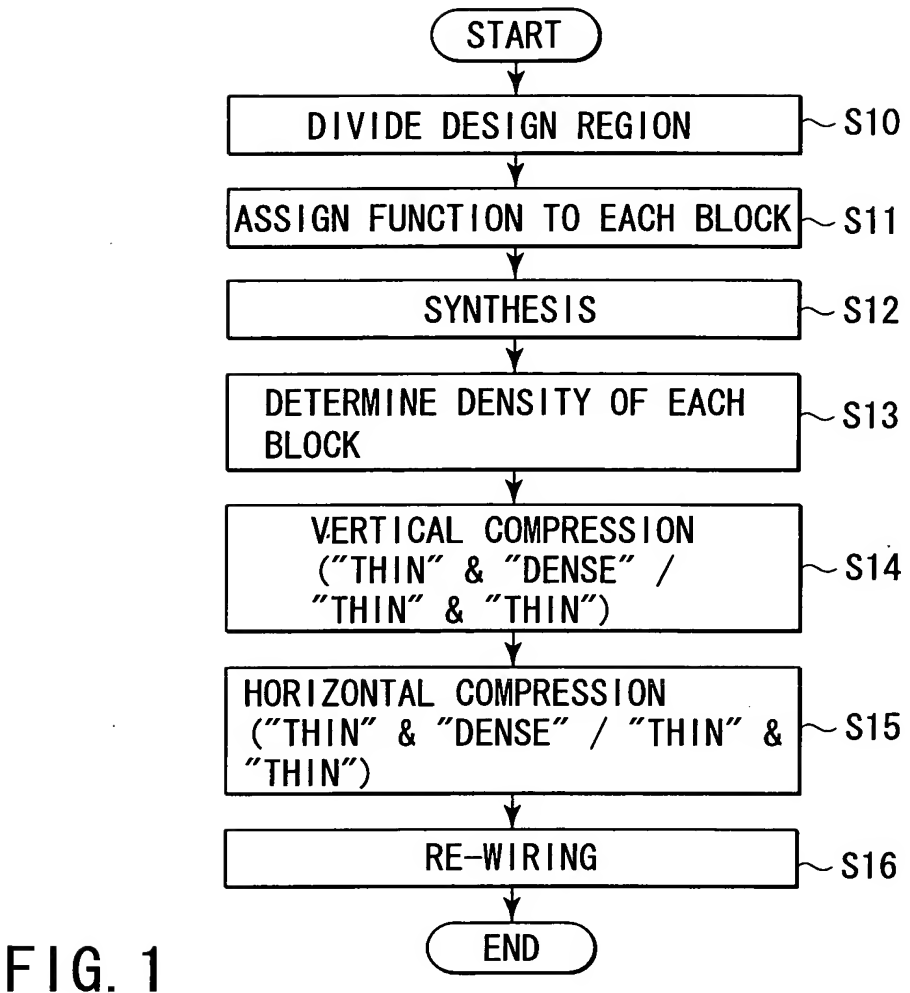 START
DIVIDE DESIGN REGION
S10
ASSIGN FUNCTION TO EACH BLOCK
S11
SYNTHESIS
S12
DETERMINE DENSITY OF EACH
BLOCK
S13
VERTICAL COMPRESSION
("THIN" & "DENSE" /
"THIN" & "THIN")
S14
HORIZONTAL COMPRESSION
("THIN" & "DENSE" / "THIN" &
"THIN")
S15
RE-WIRING
S16
END
FIG. 1